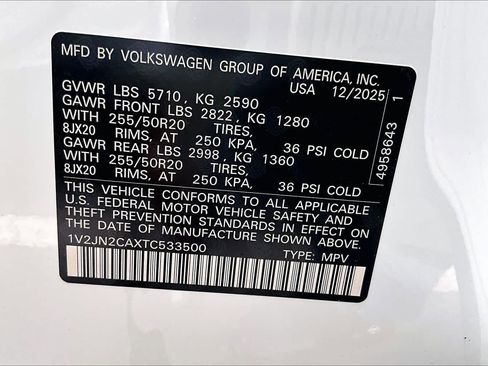 MFD BY VOLKSWAGEN GROUP OF AMERICA, INC.
USA 12/2025
GVWR LBS 5710, KG 2590
GAWR FRONT LBS 2822, KG 1280
WITH 255/50R20 TIRES,
8JX20 RIMS, AT 250 KPA, 36 PSI COLD
GAWR REAR LBS 2998, KG 1360
WITH 255/50R20 TIRES,
8JX20 RIMS, AT 250 KPA, 36 PSI COLD
THIS VEHICLE CONFORMS TO ALL APPLICABLE
U.S. FEDERAL MOTOR VEHICLE SAFETY AND
THEFT PREVENTION STANDARDS IN EFFECT ON
THE DATE OF MANUFACTURE SHOWN ABOVE.
1V2JN2CAXTC533500
TYPE: MPV
4958643 1